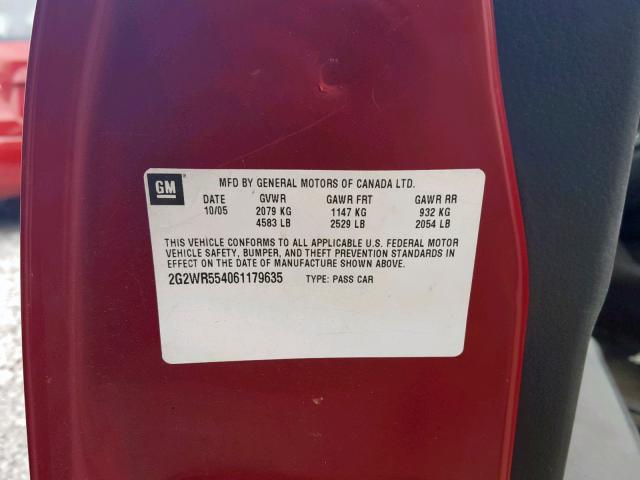 GM
MFD BY GENERAL MOTORS OF CANADA LTD.
DATE GVWR GAWR FRT GAWR RR
10/05 2079 KG 1147 KG 932 KG
4583 LB 2529 LB 2054 LB
THIS VEHICLE CONFORMS TO ALL APPLICABLE U.S. FEDERAL MOTOR
VEHICLE SAFETY, BUMPER, AND THEFT PREVENTION STANDARDS IN
EFFECT ON THE DATE OF MANUFACTURE SHOWN ABOVE.
2G2WR554061179635 TYPE: PASS CAR